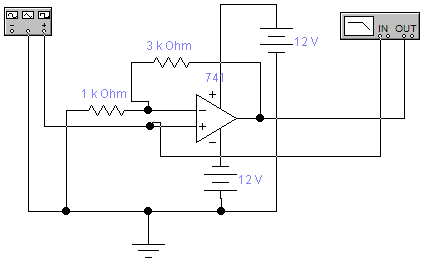 12 V
IN OUT
3 k Ohm
741
+
1 k Ohm
−
+
−
12 V
− +